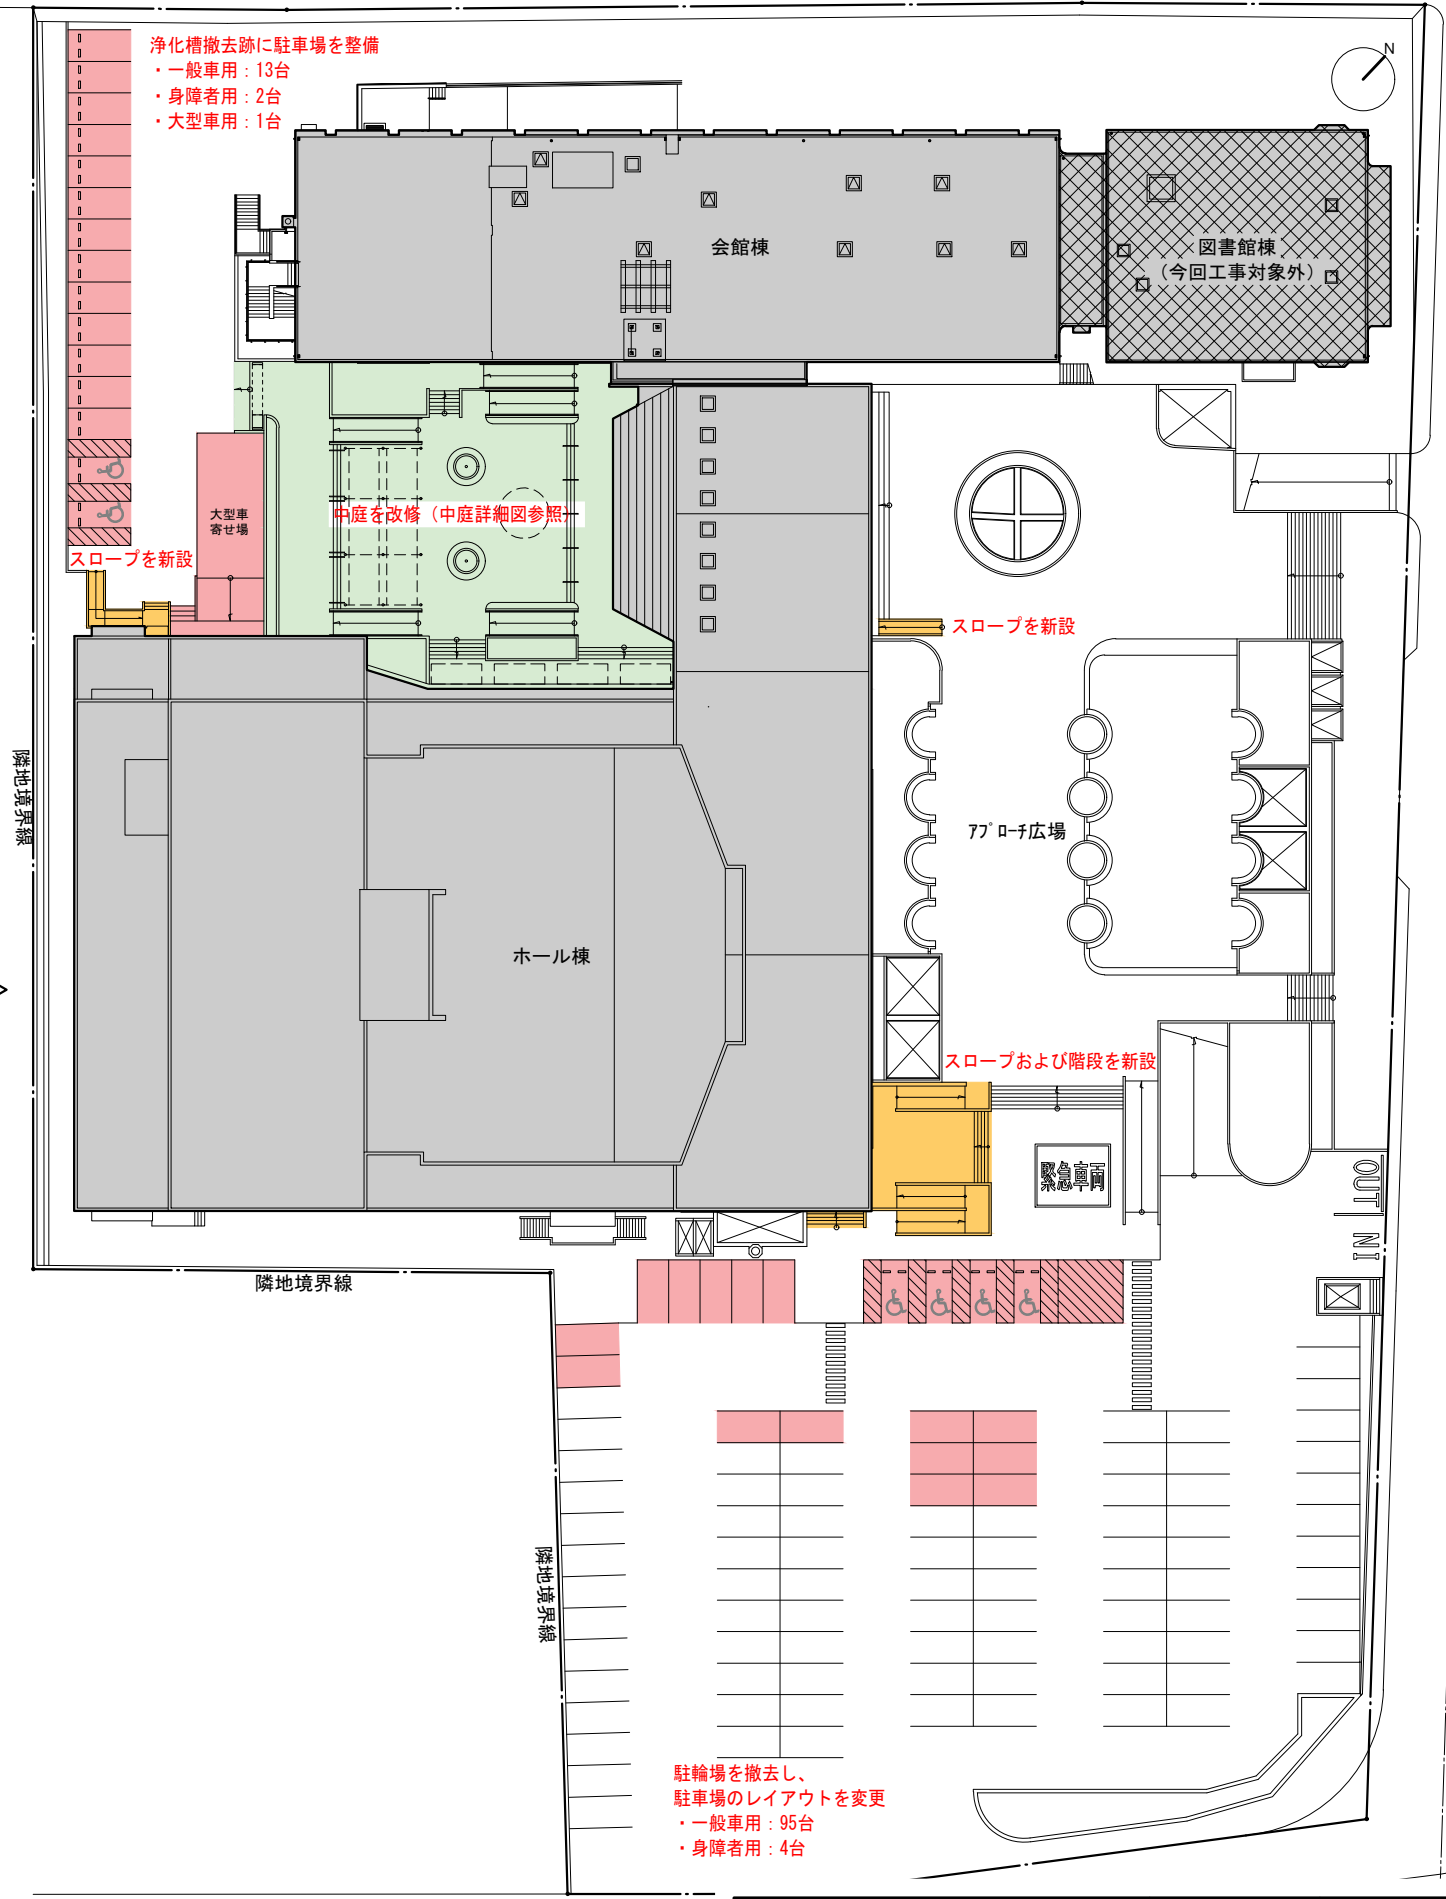 浄化槽撤去跡に駐車場を整備
・一般車用：13台
・身障者用：2台
・大型車用：1台
N
会館棟
図書館棟
（今回工事対象外）
大型車
寄せ場
中庭を改修（中庭詳細図参照）
スロープを新設
スロープを新設
隣地境界線
ｱﾌﾟﾛｰﾁ広場
ホール棟
スロープおよび階段を新設
緊急車両
OUT
IN
隣地境界線
隣地境界線
駐輪場を撤去し、
駐車場のレイアウトを変更
・一般車用：95台
・身障者用：4台